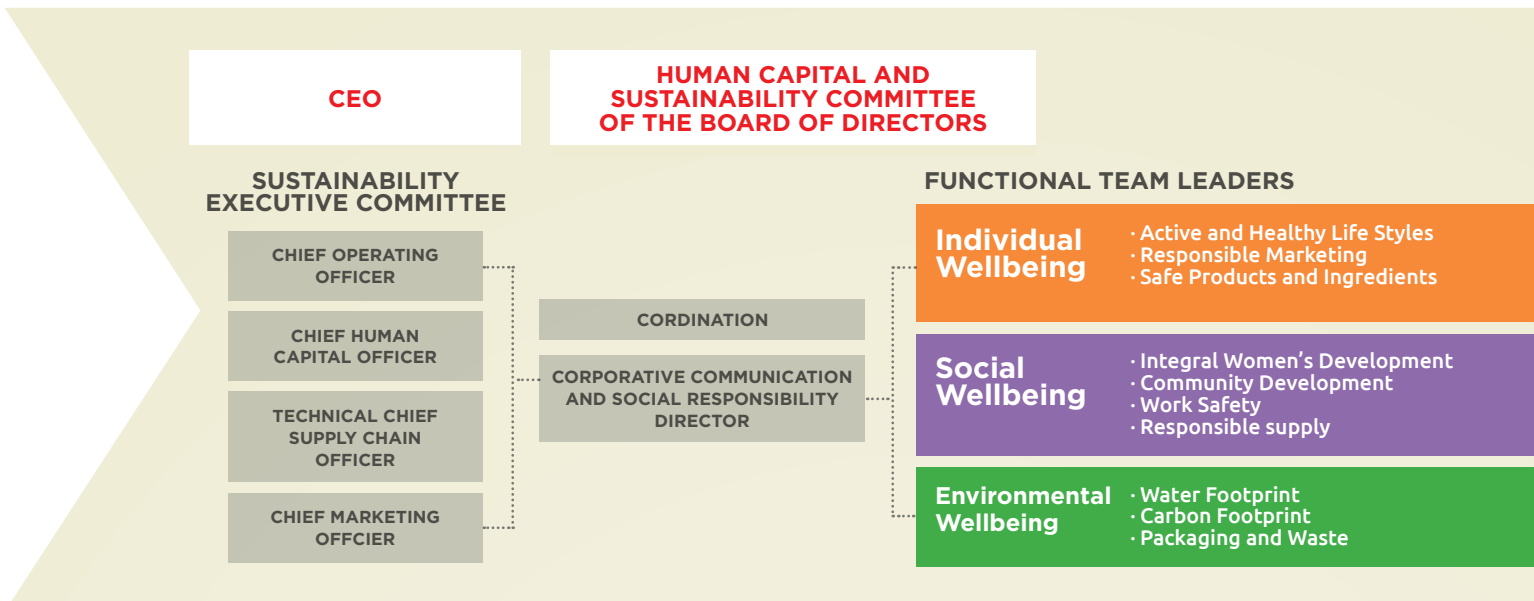 CEO
HUMAN CAPITAL AND
SUSTAINABILITY COMMITTEE
OF THE BOARD OF DIRECTORS
SUSTAINABILITY
EXECUTIVE COMMITTEE
CHIEF OPERATING
OFFICER
CHIEF HUMAN
CAPITAL OFFICER
TECHNICAL CHIEF
SUPPLY CHAIN
OFFICER
CHIEF MARKETING
OFFCIER
CORDINATION
CORPORATIVE COMMUNICATION
AND SOCIAL RESPONSIBILITY
DIRECTOR
FUNCTIONAL TEAM LEADERS
Individual
Wellbeing
· Active and Healthy Life Styles
· Responsible Marketing
· Safe Products and Ingredients
Social
Wellbeing
· Integral Women’s Development
· Community Development
· Work Safety
· Responsible supply
Environmental
Wellbeing
· Water Footprint
· Carbon Footprint
· Packaging and Waste